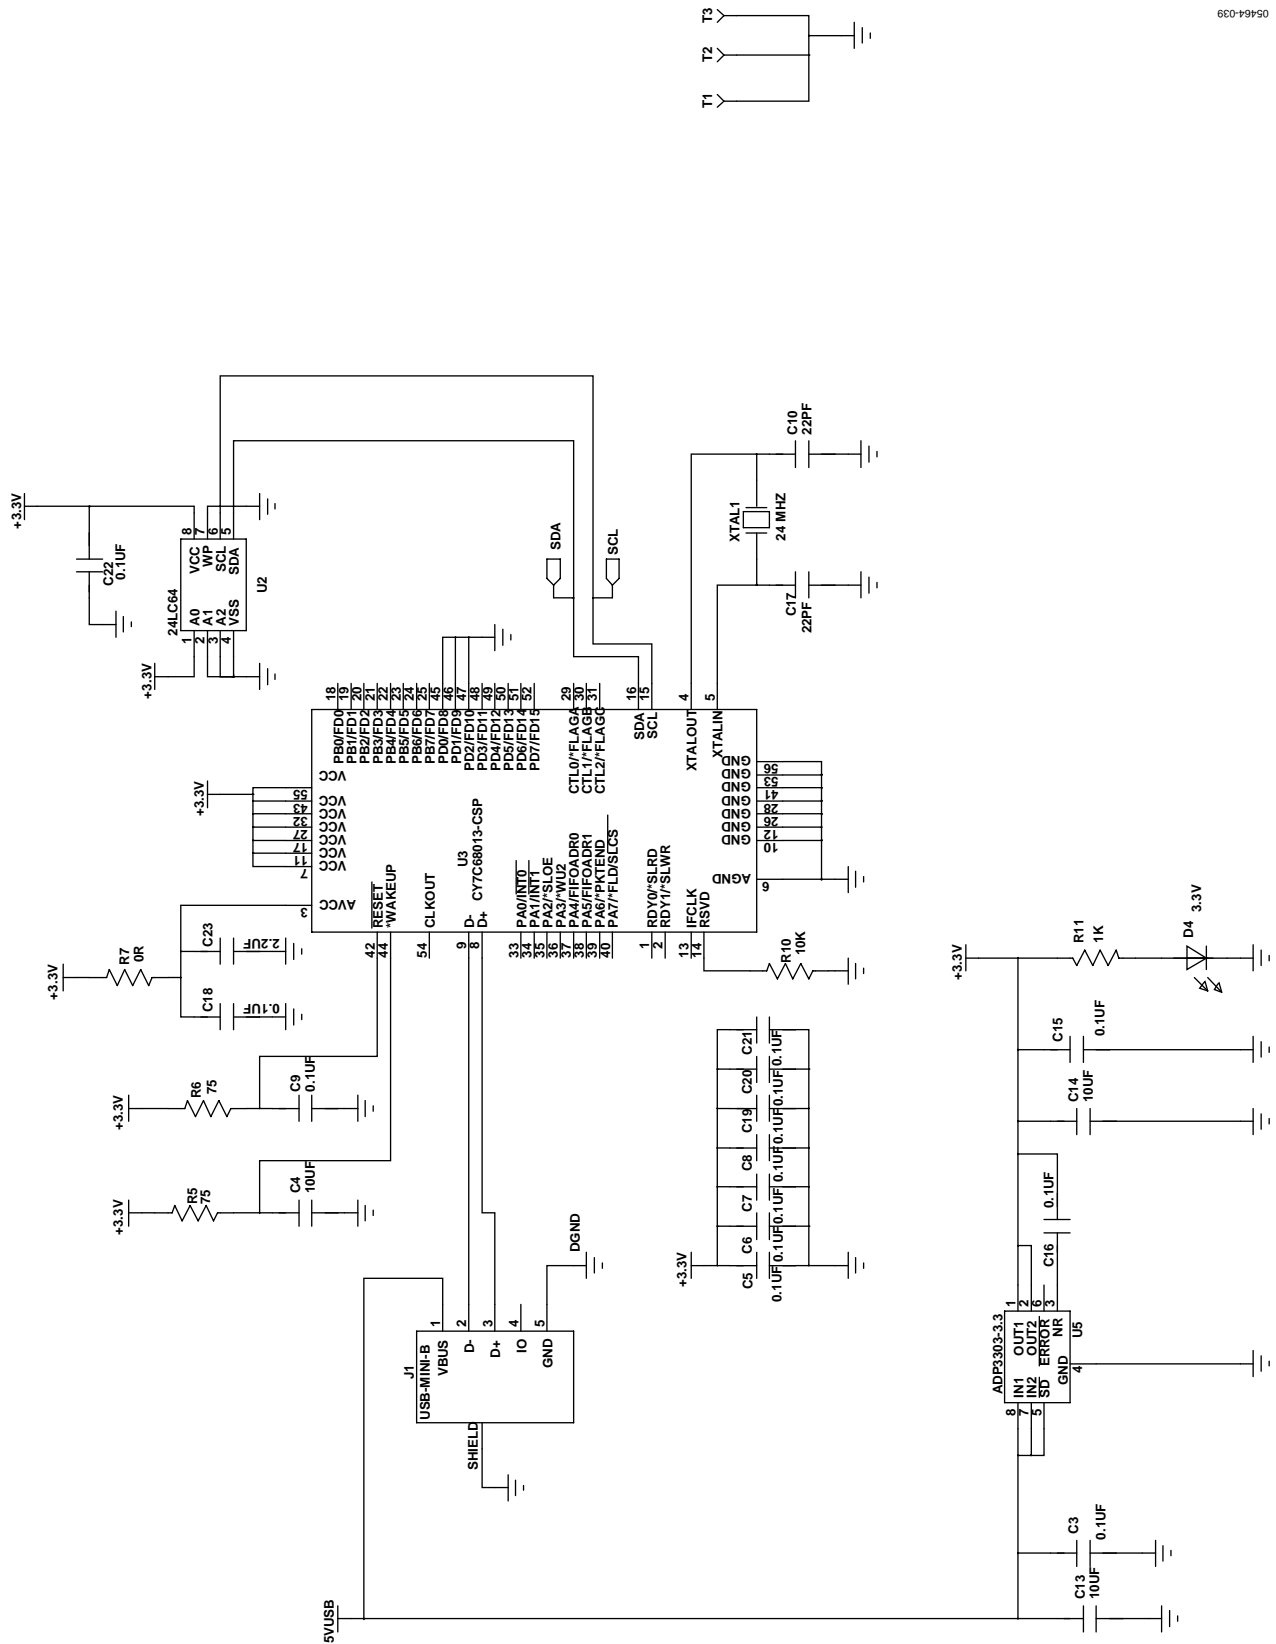 05464-039
T3
T2
T1
+3.3V
C22
0.1UF
24LC64
U2
1 A0
2 A1
3 A2
4 VSS
VCC 8
WP 7
SCL 6
SDA 5
+3.3V
SDA
SCL
C10
22PF
XTAL1
24 MHZ
C17
22PF
+3.3V
U3
CY7C68013-CSP
PB0/FD0 18
PB1/FD1 19
PB2/FD2 20
PB3/FD3 21
PB4/FD4 22
PB5/FD5 23
PB6/FD6 24
PB7/FD7 25
PD0/FD8 45
PD1/FD9 46
PD2/FD10 47
PD3/FD11 48
PD4/FD12 49
PD5/FD13 50
PD6/FD14 51
PD7/FD15 52
CTL0/*FLAGA 29
CTL1/*FLAGB 30
CTL2/*FLAGC 31
SDA 16
SCL 15
XTALOUT 4
XTALIN 5
VCC
VCC 55
VCC 43
VCC 32
VCC 27
VCC 17
VCC 11
7
AVCC 3
42 RESET
44 *WAKEUP
54 CLKOUT
9 D-
8 D+
33 PA0/INT0
34 PA1/INT1
35 PA2/*SLOE
36 PA3/*WU2
37 PA4/FIFOADR0
38 PA5/FIFOADR1
39 PA6/*PKTEND
40 PA7/*FLD/SLCS
1 RDY0/*SLRD
2 RDY1/*SLWR
13 IFCLK
14 RSVD
GND 56
GND 53
GND 41
GND 28
GND 26
GND 12
GND 10
AGND 6
+3.3V
R7
0R
C23
2.2UF
C18
0.1UF
+3.3V
R6
75
C9
0.1UF
+3.3V
R5
75
C4
10UF
R10
10K
+3.3V
C21
0.1UF
C20
0.1UF
C19
0.1UF
C8
0.1UF
C7
0.1UF
C6
0.1UF
C5
0.1UF
J1
USB-MINI-B
VBUS 1
D- 2
D+ 3
IO 4
GND 5
SHIELD
DGND
5VUSB
+3.3V
R11
1K
D4
3.3V
C15
0.1UF
C14
10UF
C16
0.1UF
ADP3303-3.3
U5
8 IN1
7 IN2
5 SD
OUT1 1
OUT2 2
ERROR 6
NR 3
GND
4
C3
0.1UF
C13
10UF